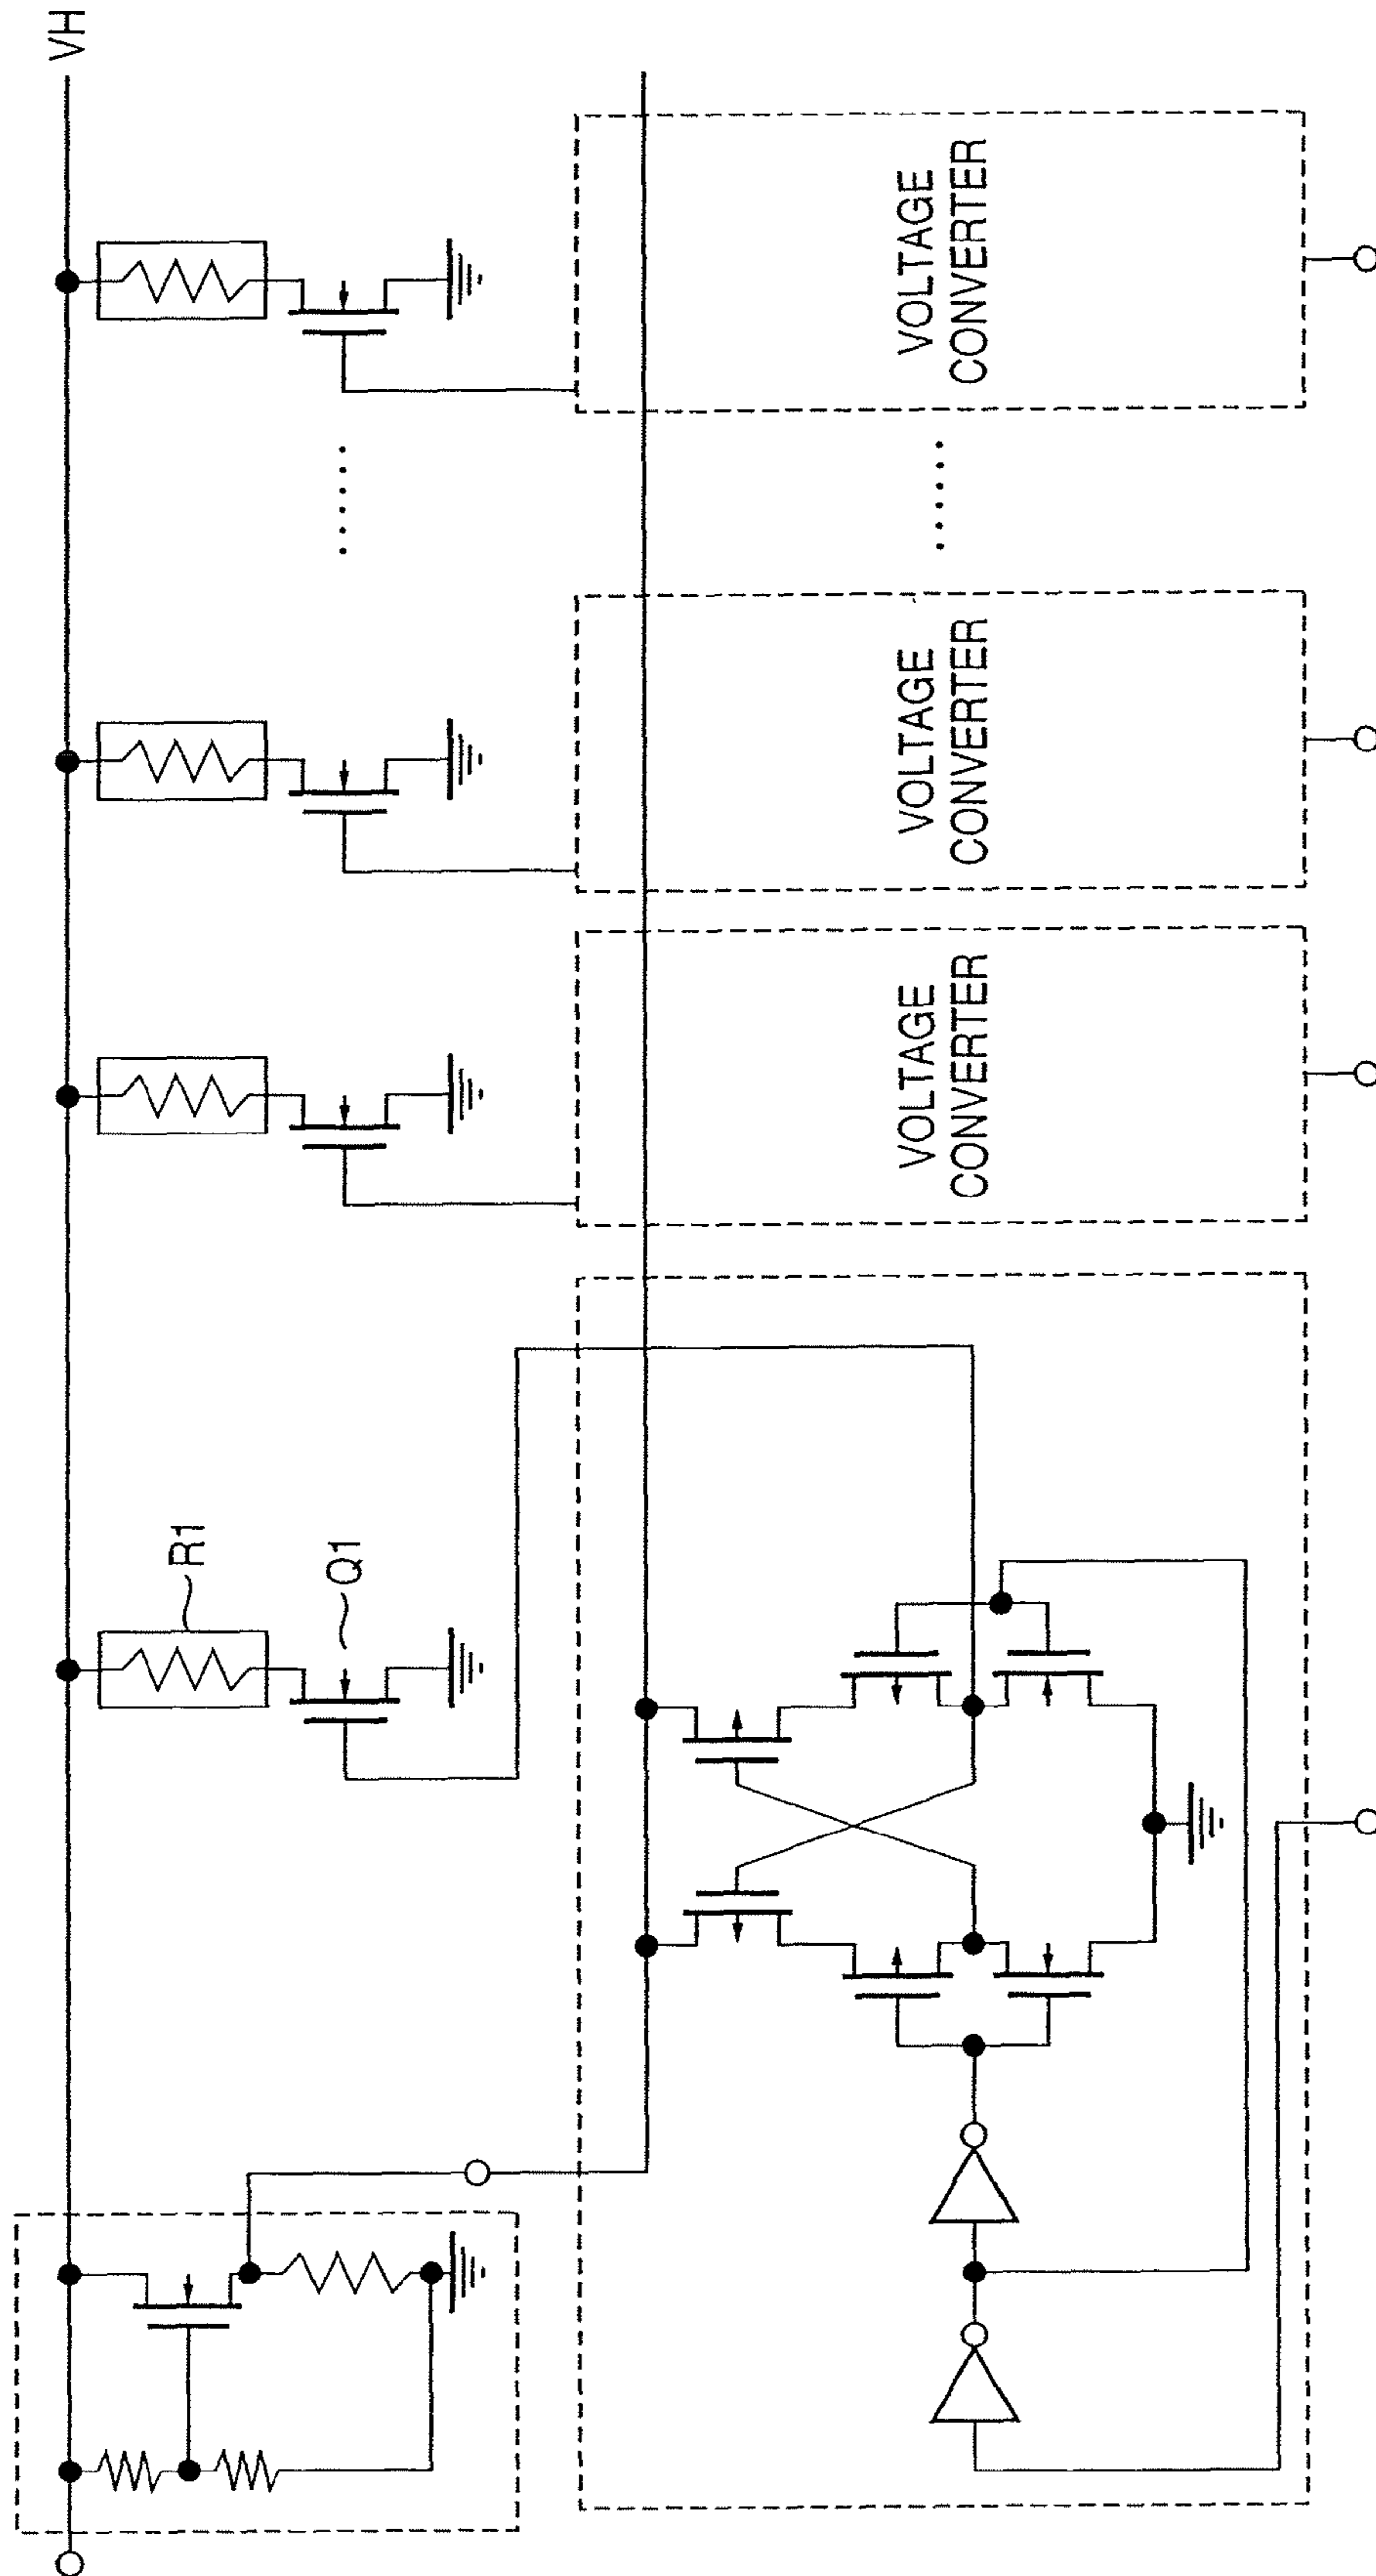 VH
R1
Q1
VOLTAGE
CONVERTER
VOLTAGE
CONVERTER
VOLTAGE
CONVERTER